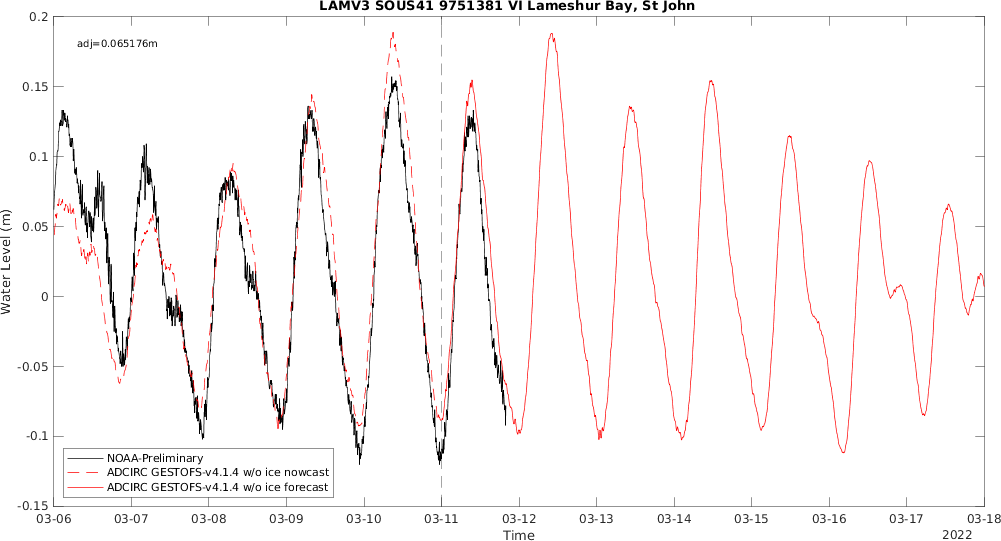 LAMV3 SOUS41 9751381 VI Lameshur Bay, St John
adj=0.065176m
0.2
0.15
0.1
0.05
0
-0.05
-0.1
-0.15
Water Level (m)
NOAA-Preliminary
ADCIRC GESTOFS-v4.1.4 w/o ice nowcast
ADCIRC GESTOFS-v4.1.4 w/o ice forecast
03-06 03-07 03-08 03-09 03-10 03-11 03-12 03-13 03-14 03-15 03-16 03-17 03-18
Time
2022